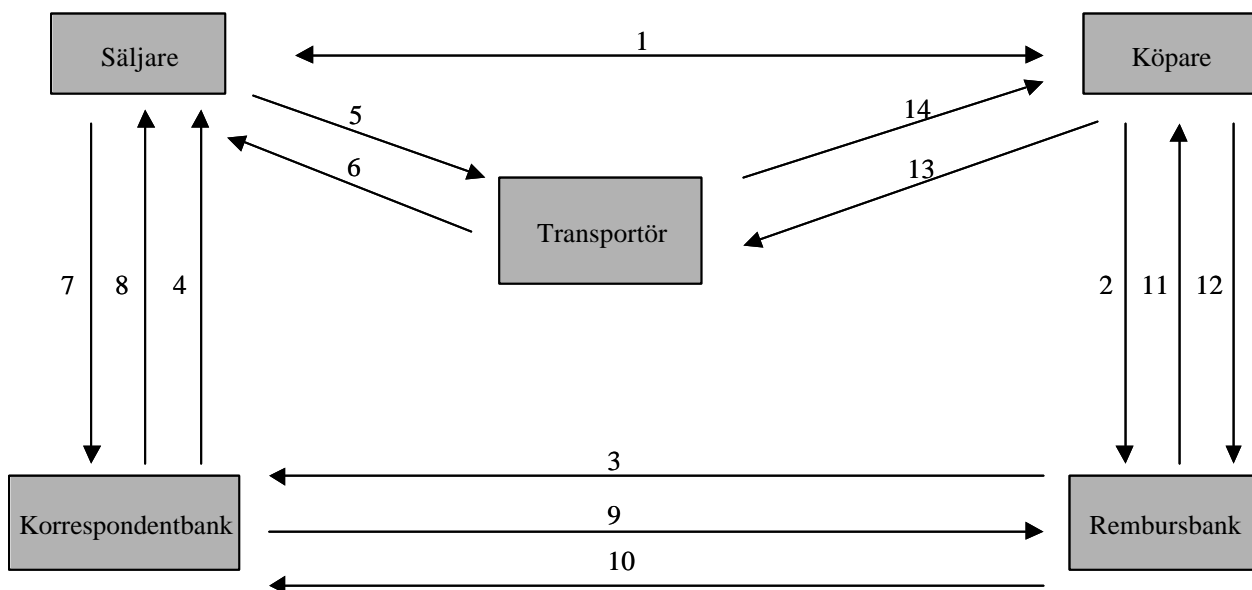 Säljare
1
Köpare
5
14
6
13
Transportör
7
8
4
2
11
12
3
Korrespondentbank
9
Rembursbank
10